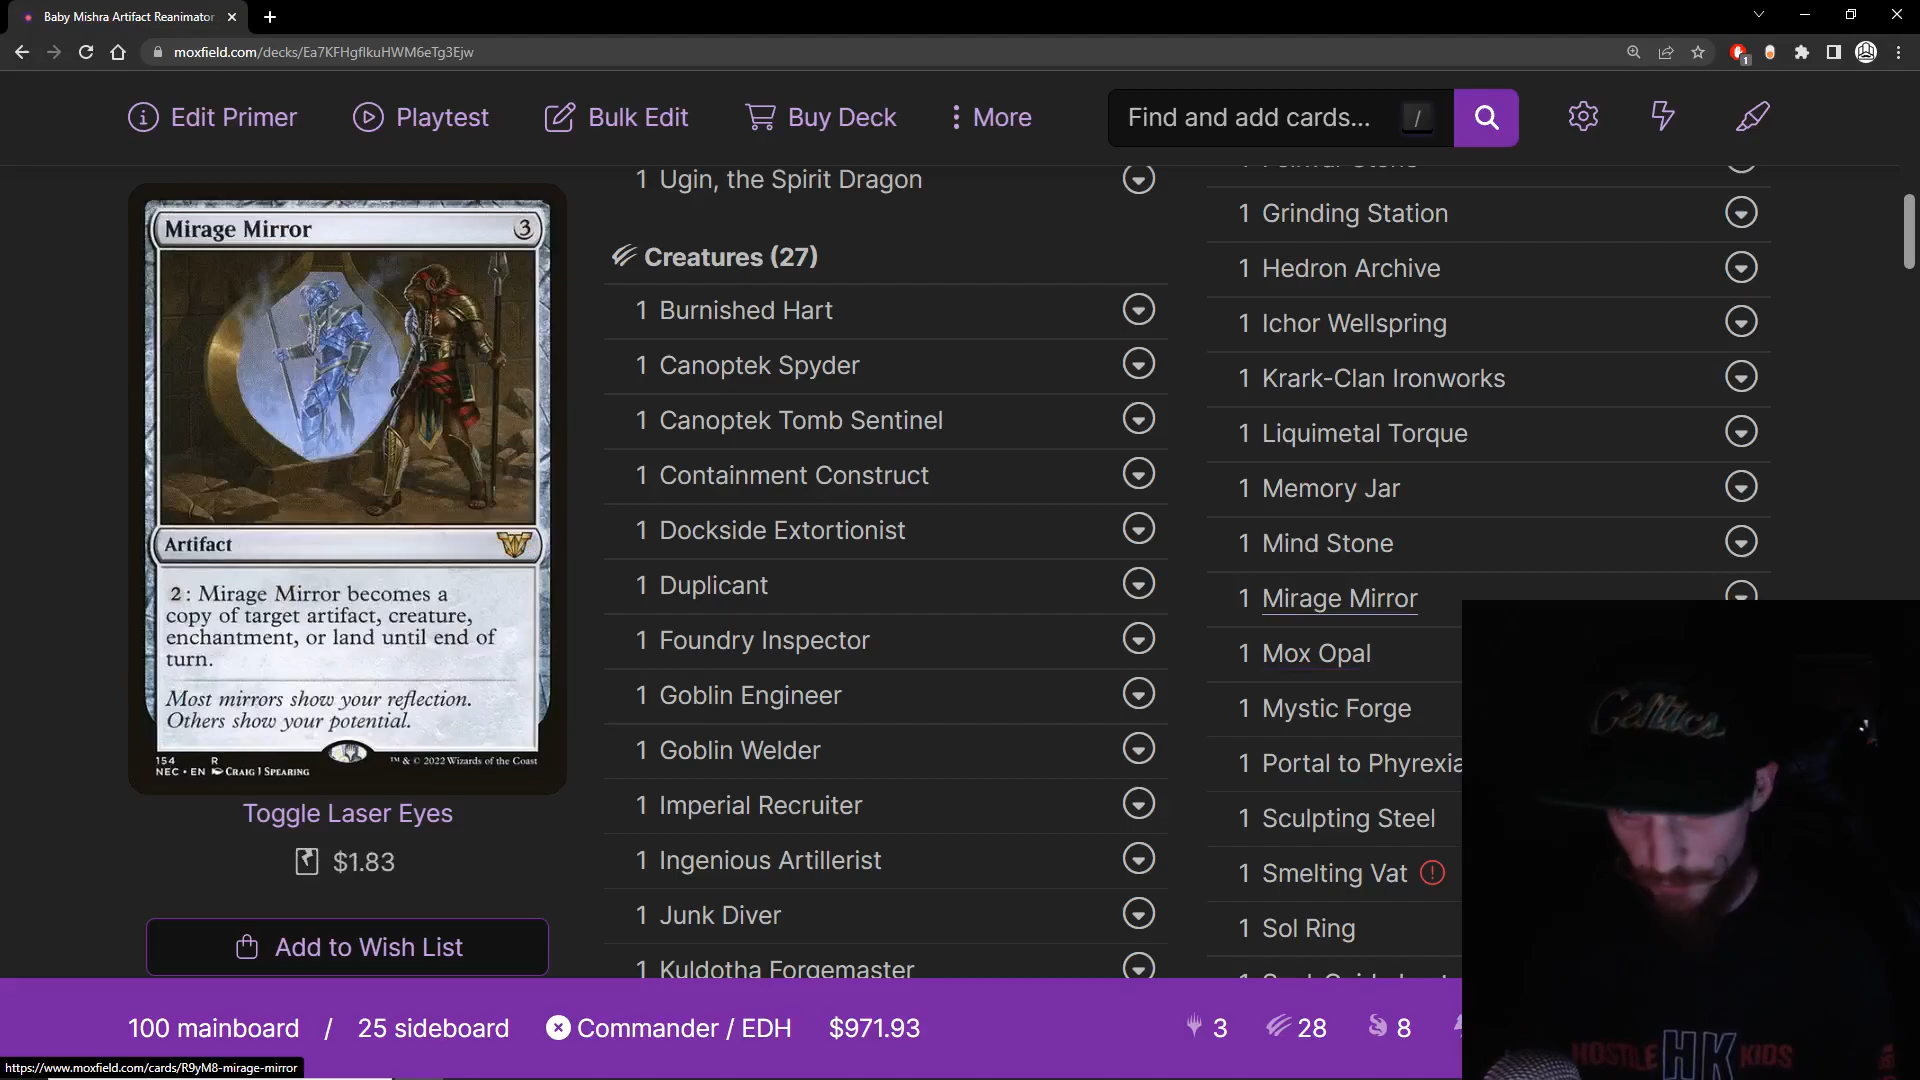 Baby Mishra Artifact Reanimator
moxfield.com/decks/Ea7KFHgflkuHWM6eTg3Ejw
1
Edit Primer
Playtest
Bulk Edit
Buy Deck
More
Find and add cards...
/
Mirage Mirror 3
Artifact
2: Mirage Mirror becomes a
copy of target artifact, creature,
enchantment, or land until end of
turn.
Most mirrors show your reflection.
Others show your potential.
154 R
NEC • EN CRAIG J SPEARING
™ & © 2022 Wizards of the Coast
Toggle Laser Eyes
$1.83
Add to Wish List
1 Ugin, the Spirit Dragon
Creatures (27)
1 Burnished Hart
1 Canoptek Spyder
1 Canoptek Tomb Sentinel
1 Containment Construct
1 Dockside Extortionist
1 Duplicant
1 Foundry Inspector
1 Goblin Engineer
1 Goblin Welder
1 Imperial Recruiter
1 Ingenious Artillerist
1 Junk Diver
Kuldotha Forgemaster
1 Grinding Station
1 Hedron Archive
1 Ichor Wellspring
1 Krark-Clan Ironworks
1 Liquimetal Torque
1 Memory Jar
1 Mind Stone
1 Mirage Mirror
1 Mox Opal
1 Mystic Forge
1 Portal to Phyrexia
1 Sculpting Steel
1 Smelting Vat
1 Sol Ring
Celtics
HOSTILE HK KIDS
100 mainboard / 25 sideboard
Commander / EDH
$971.93
3
28
8
https://www.moxfield.com/cards/R9yM8-mirage-mirror